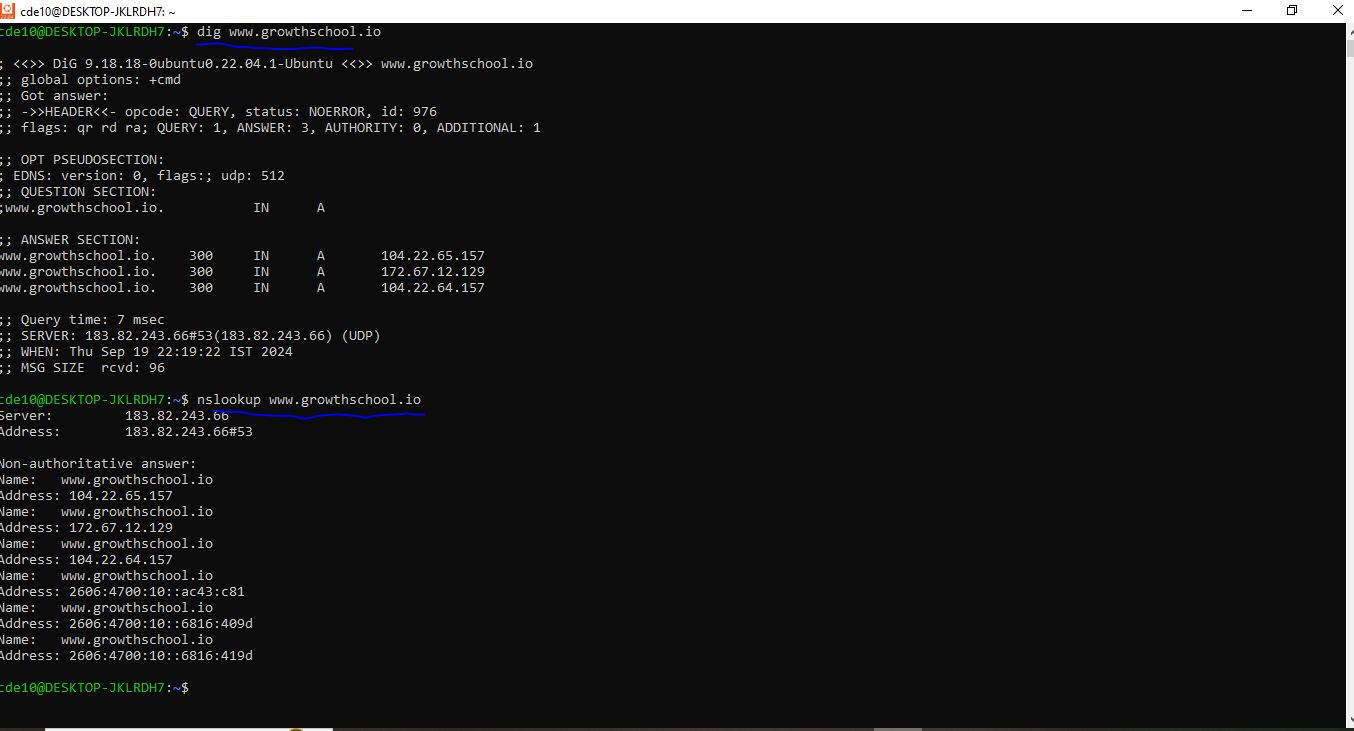 cde10@DESKTOP-JKLRDH7: ~
cde10@DESKTOP-JKLRDH7:~$ dig www.growthschool.io
; <<>> DiG 9.18.18-0ubuntu0.22.04.1-Ubuntu <<>> www.growthschool.io
;; global options: +cmd
;; Got answer:
;; ->>HEADER<<- opcode: QUERY, status: NOERROR, id: 976
;; flags: qr rd ra; QUERY: 1, ANSWER: 3, AUTHORITY: 0, ADDITIONAL: 1
;; OPT PSEUDOSECTION:
; EDNS: version: 0, flags:; udp: 512
;; QUESTION SECTION:
;www.growthschool.io. IN A
;; ANSWER SECTION:
www.growthschool.io. 300 IN A 104.22.65.157
www.growthschool.io. 300 IN A 172.67.12.129
www.growthschool.io. 300 IN A 104.22.64.157
;; Query time: 7 msec
;; SERVER: 183.82.243.66#53(183.82.243.66) (UDP)
;; WHEN: Thu Sep 19 22:19:22 IST 2024
;; MSG SIZE rcvd: 96
cde10@DESKTOP-JKLRDH7:~$ nslookup www.growthschool.io
Server: 183.82.243.66
Address: 183.82.243.66#53
Non-authoritative answer:
Name: www.growthschool.io
Address: 104.22.65.157
Name: www.growthschool.io
Address: 172.67.12.129
Name: www.growthschool.io
Address: 104.22.64.157
Name: www.growthschool.io
Address: 2606:4700:10::ac43:c81
Name: www.growthschool.io
Address: 2606:4700:10::6816:409d
Name: www.growthschool.io
Address: 2606:4700:10::6816:419d
cde10@DESKTOP-JKLRDH7:~$